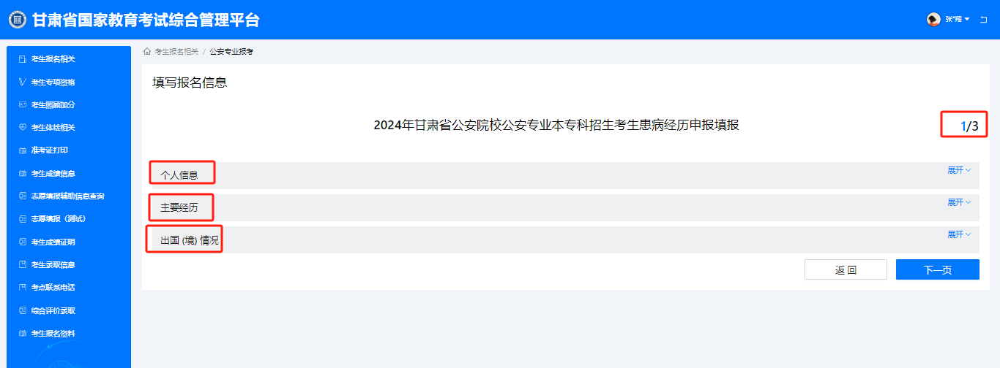 甘肃省国家教育考试综合管理平台
张*翔
考生报名相关
考生专项资格
考生照顾加分
考生体检相关
准考证打印
考生成绩信息
志愿填报辅助信息查询
志愿填报（测试）
考生成绩证明
考生录取信息
考点联系电话
综合评价录取
考生报名资料
考生报名相关 / 公安专业报考
填写报名信息
2024年甘肃省公安院校公安专业本专科招生考生患病经历申报填报
1/3
个人信息 展开
主要经历 展开
出国 (境) 情况 展开
返 回 下一页